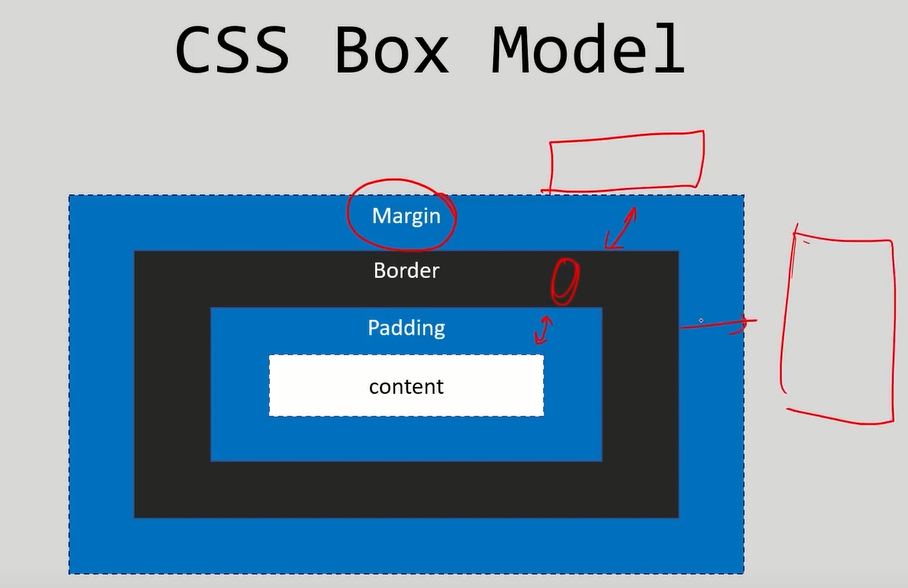 CSS Box Model
Margin
Border
Padding
content